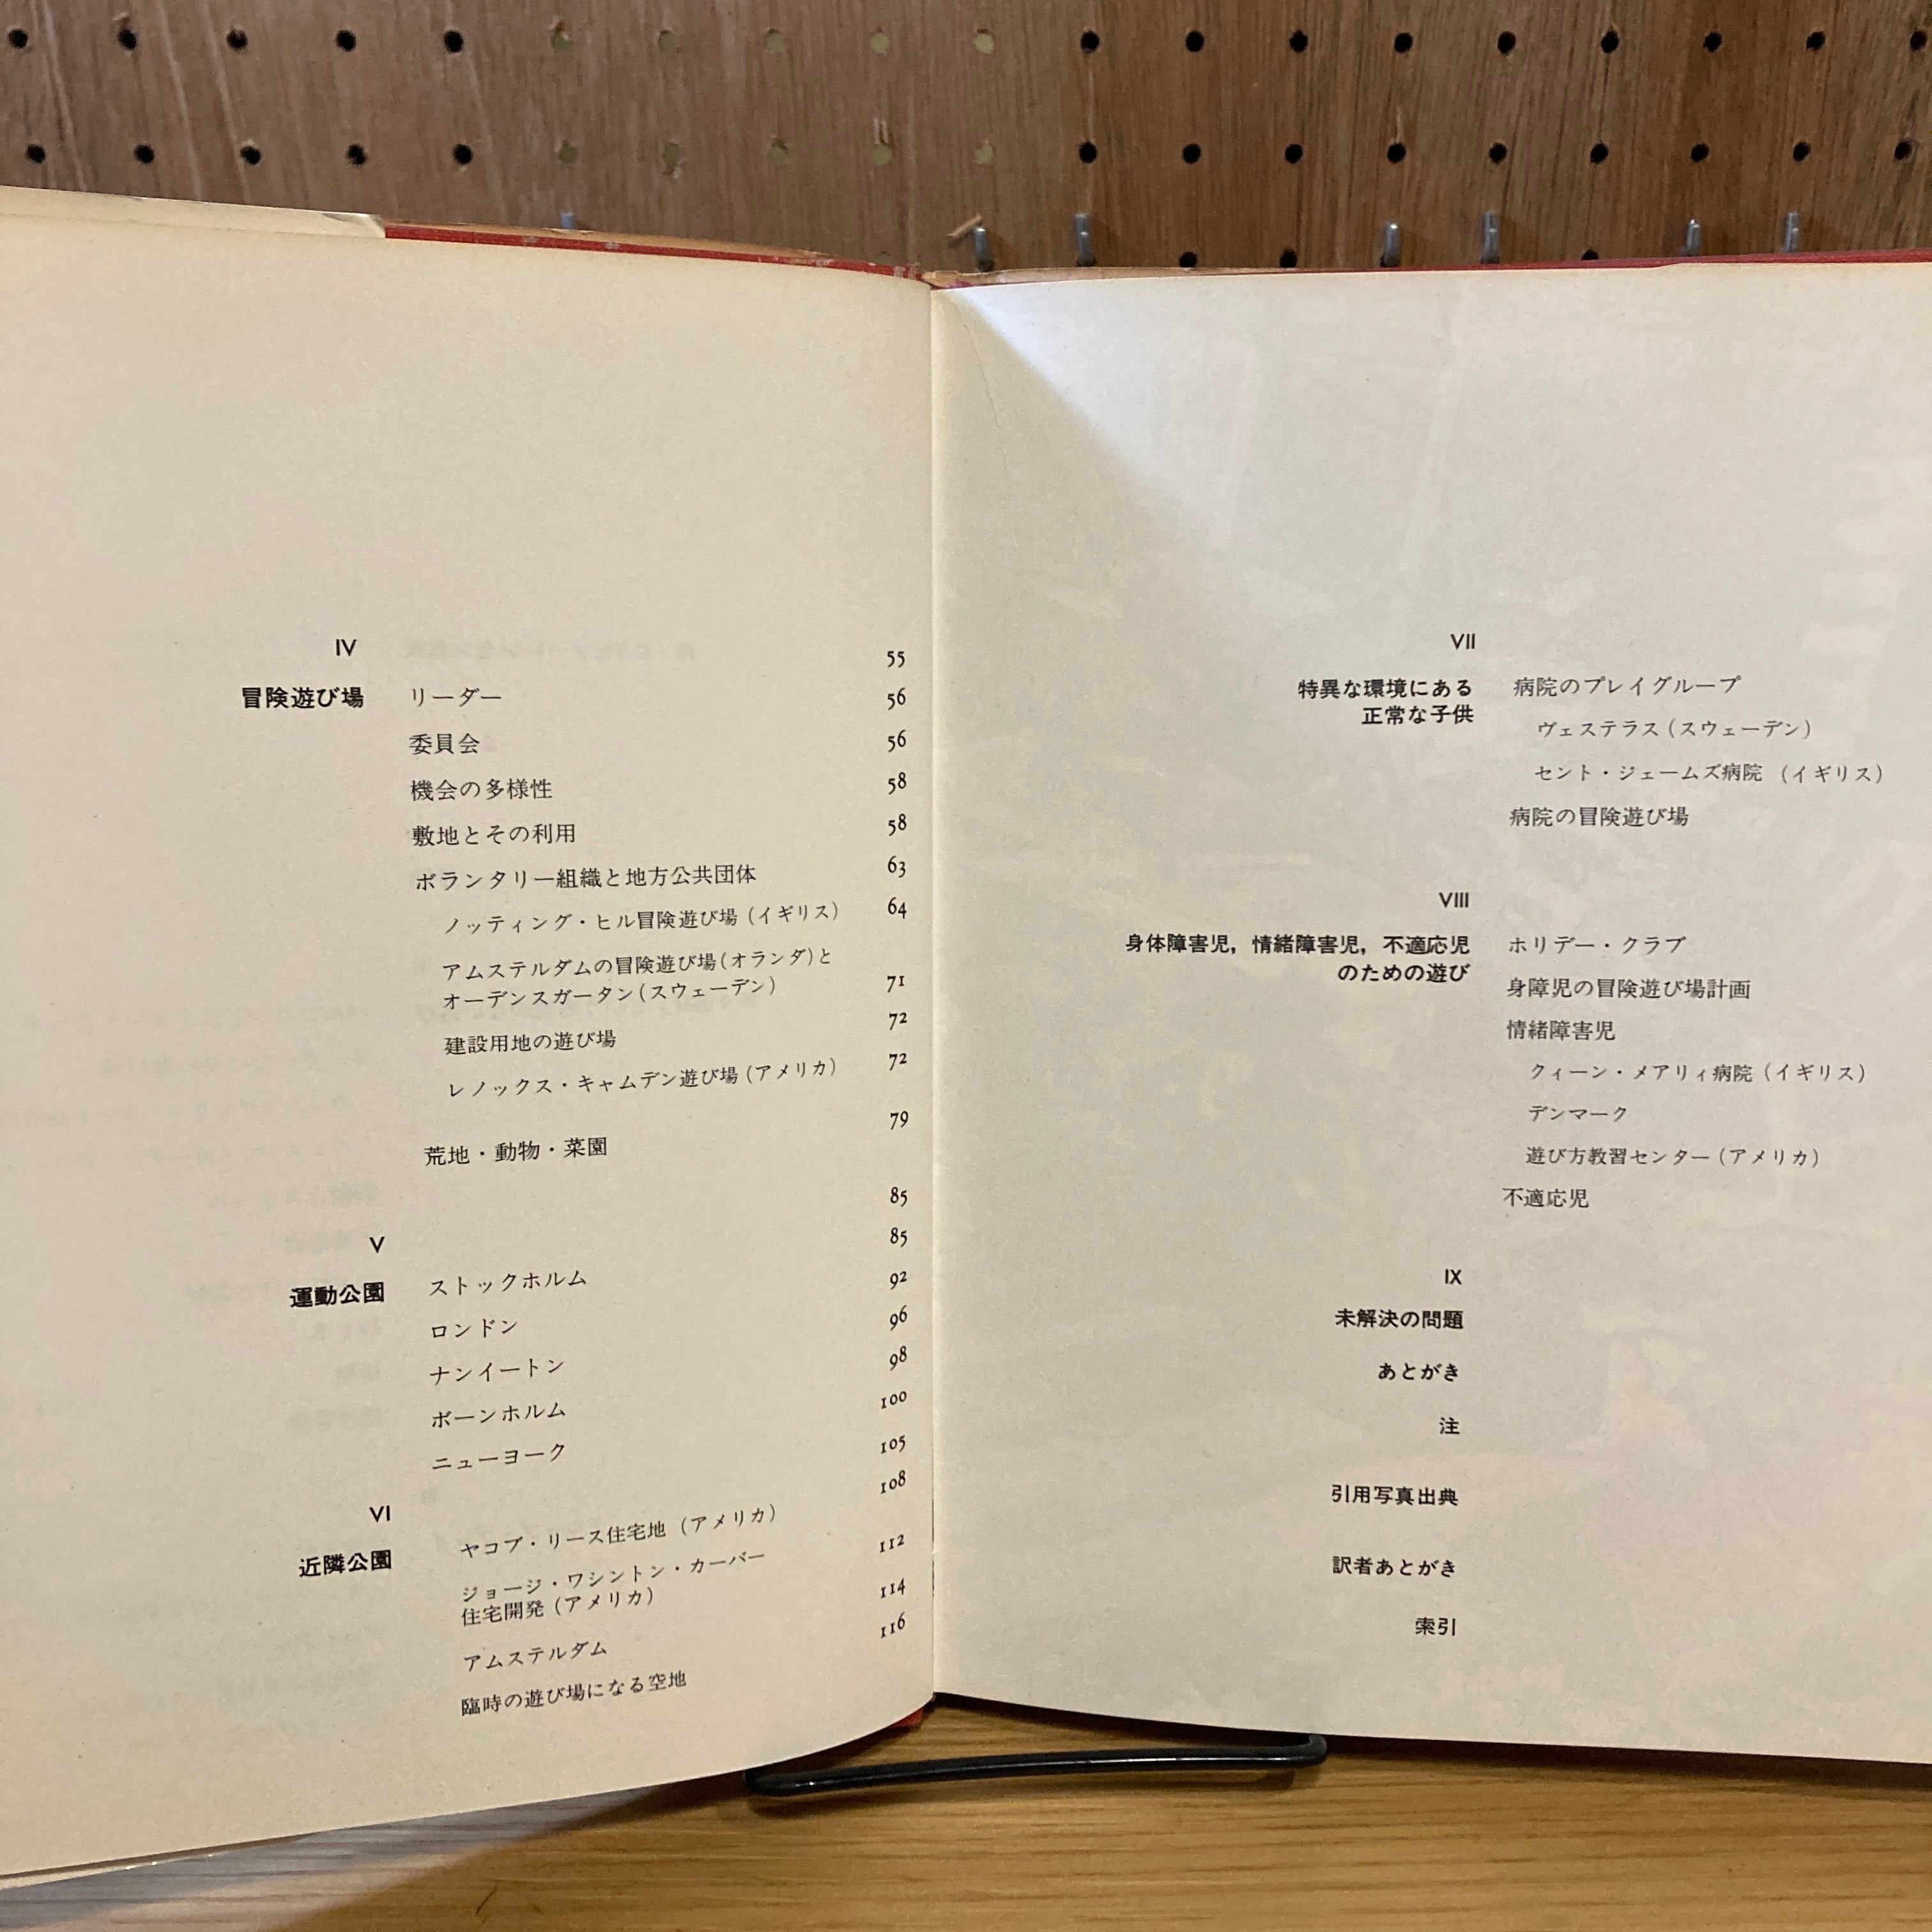 IV
55
冒険遊び場 リーダー 56
委員会 56
機会の多様性 58
敷地とその利用 58
ボランタリー組織と地方公共団体 63
ノッティング・ヒル冒険遊び場（イギリス） 64
アムステルダムの冒険遊び場（オランダ）と
オーデンスガータン（スウェーデン） 71
建設用地の遊び場 72
レノックス・キャムデン遊び場（アメリカ） 72
荒地・動物・菜園 79
V
85
運動公園 ストックホルム 85
ロンドン 92
ナンイートン 96
ボーンホルム 98
ニューヨーク 100
VI
105
近隣公園 ヤコブ・リース住宅地（アメリカ） 108
ジョージ・ワシントン・カーバー
住宅開発（アメリカ） 112
アムステルダム 114
臨時の遊び場になる空地 116
VII
特異な環境にある 病院のプレイグループ
正常な子供
ヴェステラス（スウェーデン）
セント・ジェームズ病院（イギリス）
病院の冒険遊び場
VIII
身体障害児，情緒障害児，不適応児 ホリデー・クラブ
のための遊び
身障児の冒険遊び場計画
情緒障害児
クィーン・メアリィ病院（イギリス）
デンマーク
遊び方教習センター（アメリカ）
不適応児
IX
未解決の問題
あとがき
注
引用写真出典
訳者あとがき
索引